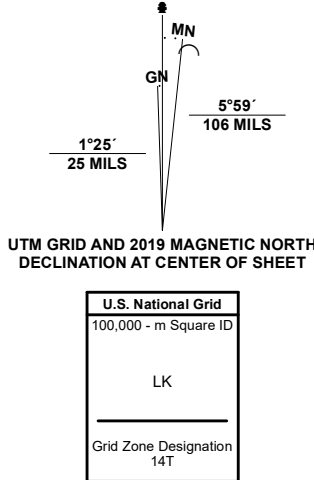 MN
GN
5°59´
106 MILS
1°25´
25 MILS
UTM GRID AND 2019 MAGNETIC NORTH
DECLINATION AT CENTER OF SHEET
U.S. National Grid
100,000 - m Square ID
LK
Grid Zone Designation
14T